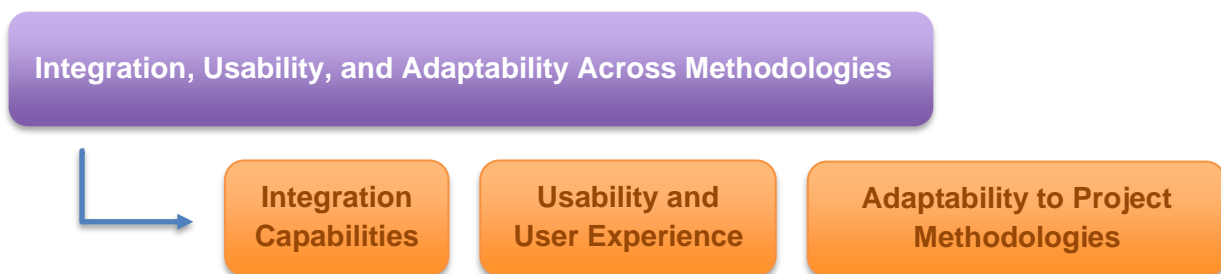 Integration, Usability, and Adaptability Across Methodologies
Integration
Capabilities
Usability and
User Experience
Adaptability to Project
Methodologies